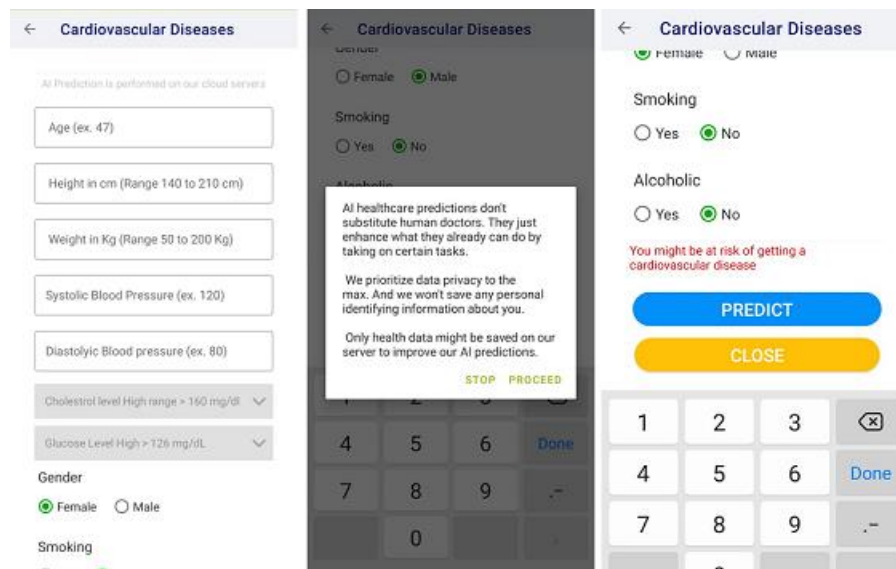 ← Cardiovascular Diseases
AI Prediction is performed on our cloud servers
Age (ex. 47)
Height in cm (Range 140 to 210 cm)
Weight in Kg (Range 50 to 200 Kg)
Systolic Blood Pressure (ex. 120)
Diastolyic Blood pressure (ex. 80)
Cholestrol level High range > 160 mg/dl
Glucose Level High > 126 mg/dL
Gender
Female Male
Smoking
← Cardiovascular Diseases
Gender
Female Male
Smoking
Yes No
Alcoholic
AI healthcare predictions don't
substitute human doctors. They just
enhance what they already can do by
taking on certain tasks.
We prioritize data privacy to the
max. And we won't save any personal
identifying information about you.
Only health data might be saved on our
server to improve our AI predictions.
STOP PROCEED
4 5 6 Done
7 8 9 .-
0
← Cardiovascular Diseases
Female Male
Smoking
Yes No
Alcoholic
Yes No
You might be at risk of getting a
cardiovascular disease
PREDICT
CLOSE
1 2 3
4 5 6 Done
7 8 9 .-